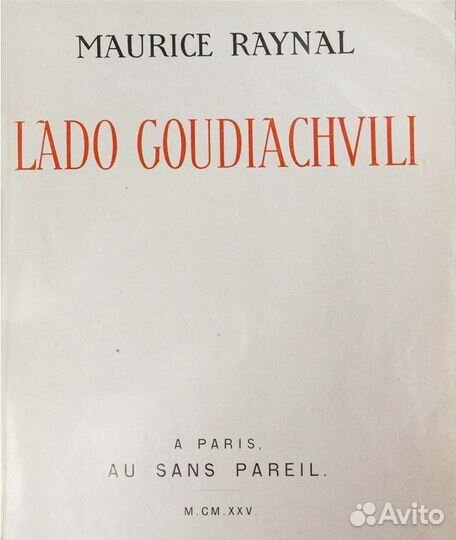 MAURICE RAYNAL
LADO GOUDIACHVILI
A PARIS,
AU SANS PAREIL.
M.CM.XXV.
Avito